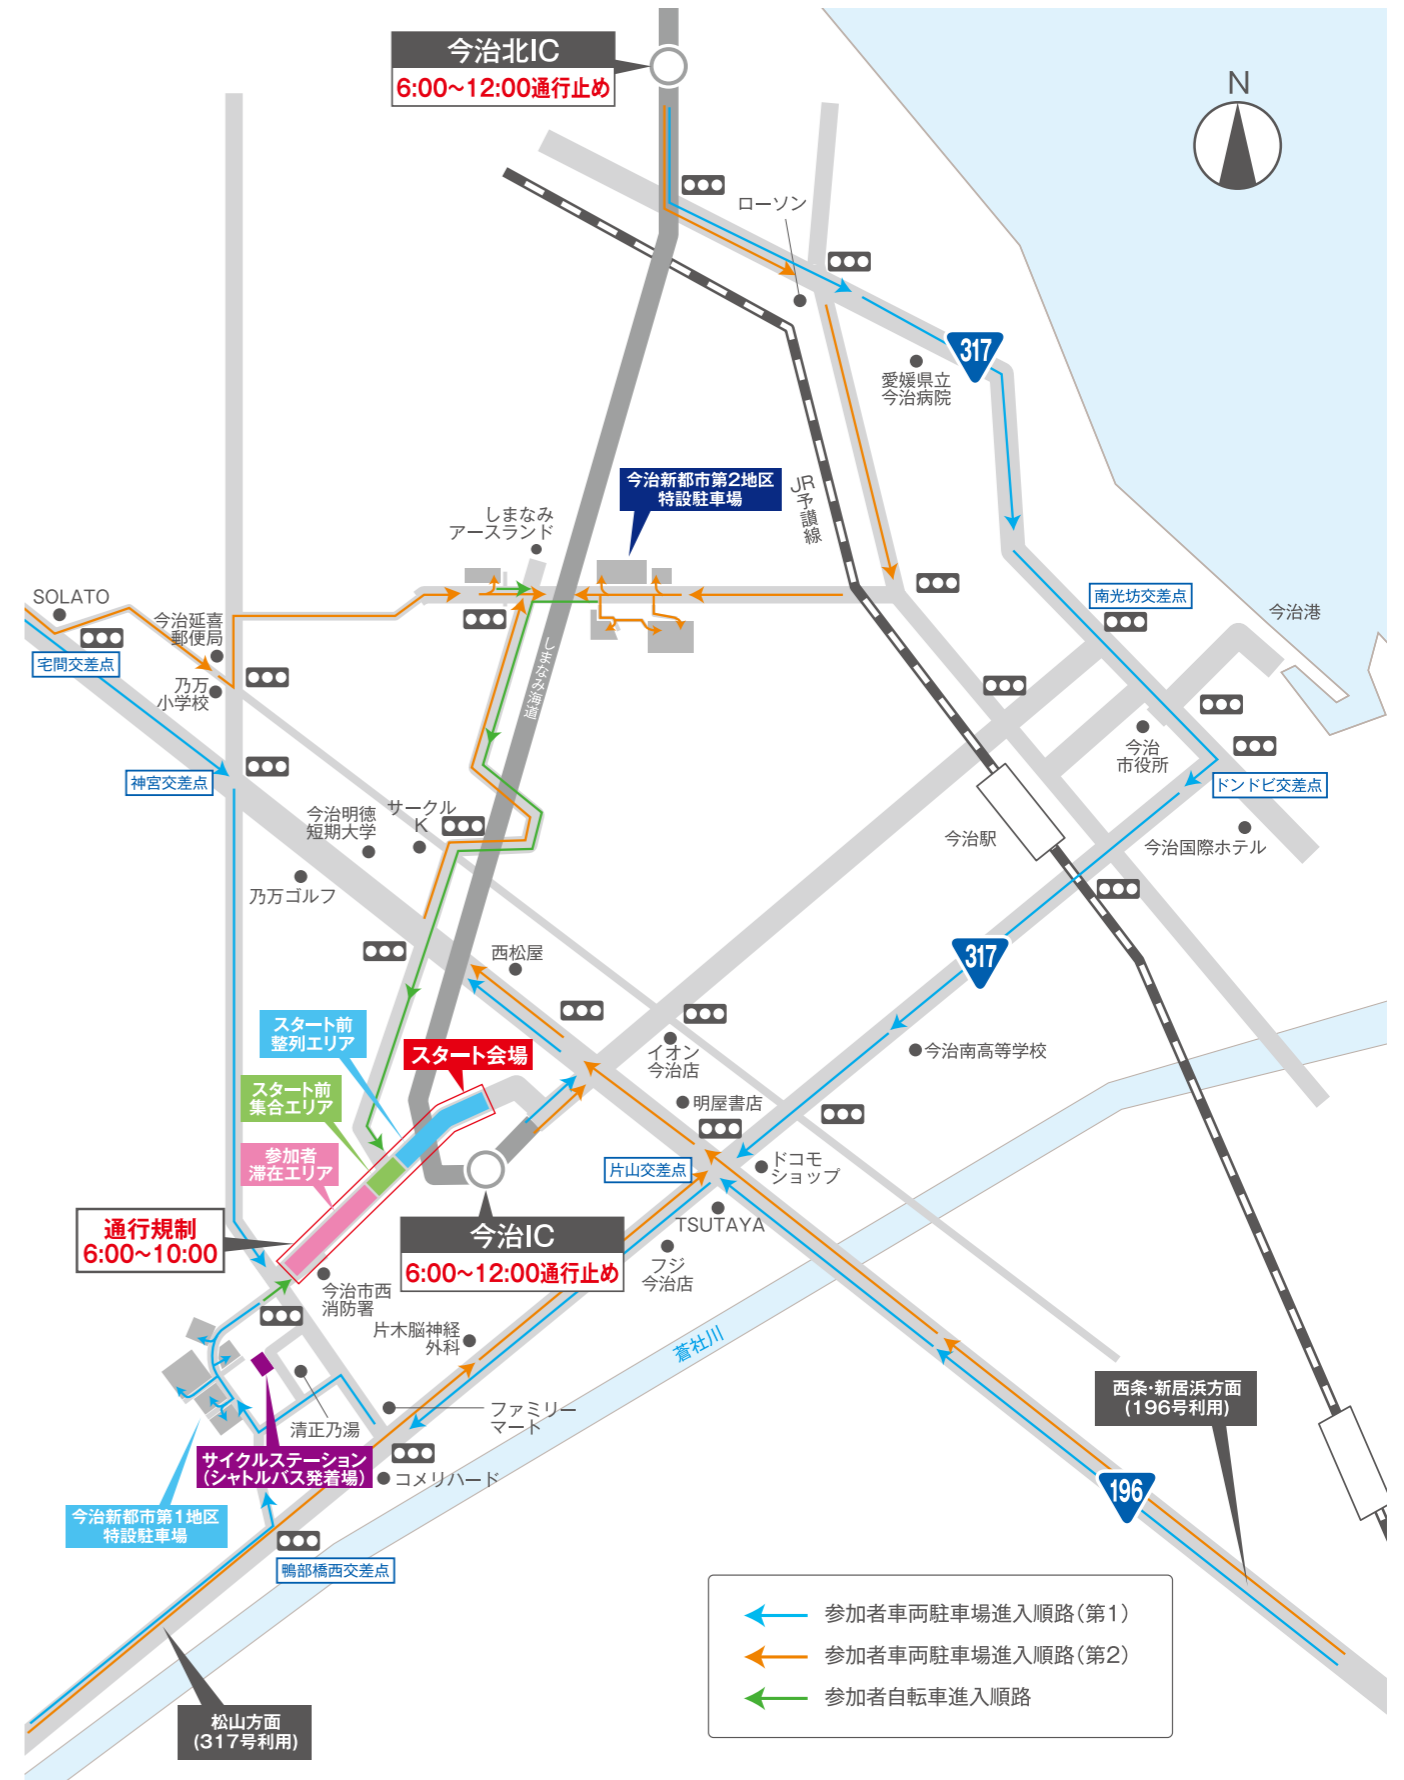 今治北IC
6:00〜12:00通行止め
N
ローソン
317
愛媛県立
今治病院
今治新都市第2地区
特設駐車場
JR予讃線
しまなみ
アースランド
SOLATO
今治延喜
郵便局
宅間交差点
乃万
小学校
しまなみ海道
南光坊交差点
今治港
神宮交差点
今治
市役所
ドンドビ交差点
今治明徳
短期大学
サークル
K
今治駅
今治国際ホテル
乃万ゴルフ
西松屋
317
スタート前
整列エリア
スタート会場
イオン
今治店
今治南高等学校
スタート前
集合エリア
明屋書店
参加者
滞在エリア
片山交差点
ドコモ
ショップ
通行規制
6:00〜10:00
TSUTAYA
今治IC
6:00〜12:00通行止め
フジ
今治店
今治市西
消防署
片木脳神経
外科
蒼社川
西条・新居浜方面
(196号利用)
ファミリー
マート
清正乃湯
サイクルステーション
(シャトルバス発着場)
コメリハード
196
今治新都市第1地区
特設駐車場
鴨部橋西交差点
参加者車両駐車場進入順路(第1)
参加者車両駐車場進入順路(第2)
参加者自転車進入順路
松山方面
(317号利用)